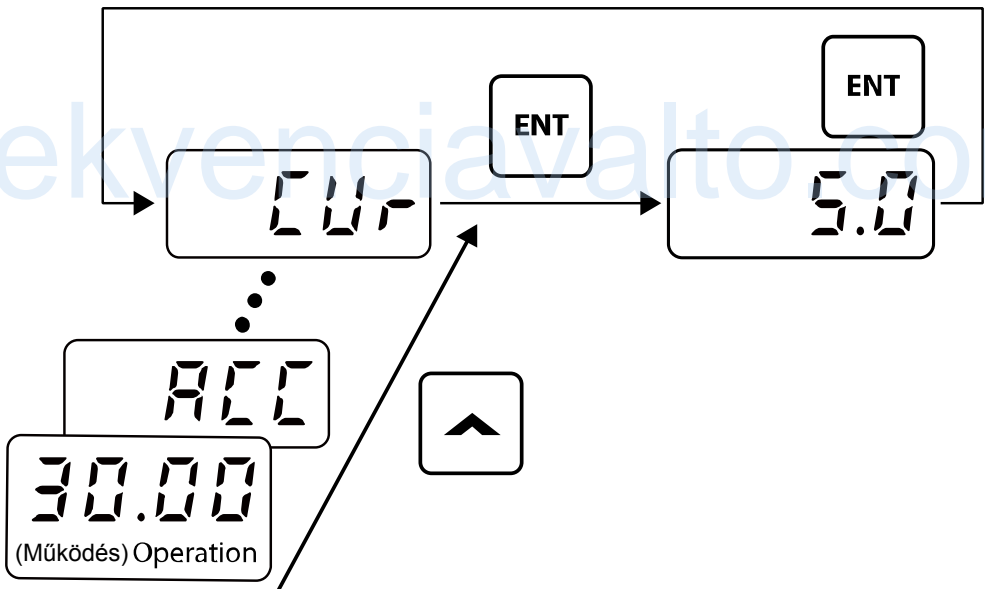 ENT
ENT
ekvenciavalto.co
CUr
5.0
ACC
30.00
(Működés) Operation